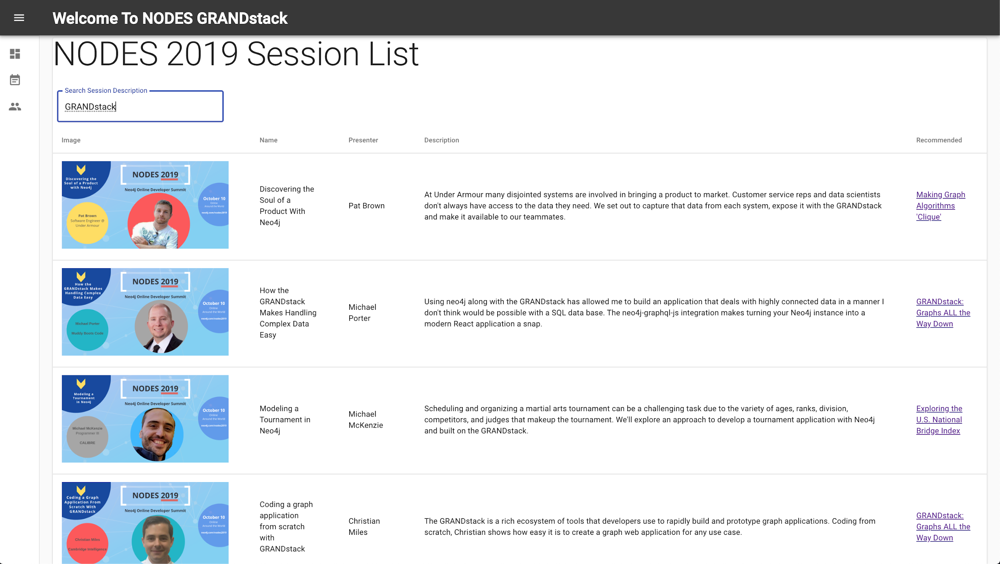 Welcome To NODES GRANDstack
NODES 2019 Session List
Search Session Description
GRANDstack
Image
Name
Presenter
Description
Recommended
Discovering the
Soul of a Product
with Neo4j
NODES 2019
Neo4j Online Developer Summit
October 10
Online
Around the World
neo4j.com/nodes2019
Pat Brown
Software Engineer @
Under Armour
Discovering the
Soul of a
Product With
Neo4j
Pat Brown
At Under Armour many disjointed systems are involved in bringing a product to market. Customer service reps and data scientists
don't always have access to the data they need. We set out to capture that data from each system, expose it with the GRANDstack
and make it available to our teammates.
Making Graph
Algorithms
'Clique'
How the
GRANDstack Makes
Handling Complex
Data Easy
NODES 2019
Neo4j Online Developer Summit
October 10
Online
Around the World
neo4j.com/nodes2019
Michael Porter
Muddy Boots Code
How the
GRANDstack
Makes Handling
Complex Data
Easy
Michael
Porter
Using neo4j along with the GRANDstack has allowed me to build an application that deals with highly connected data in a manner I
don't think would be possible with a SQL data base. The neo4j-graphql-js integration makes turning your Neo4j instance into a
modern React application a snap.
GRANDstack:
Graphs ALL the
Way Down
Modeling a
Tournament
in Neo4j
NODES 2019
Neo4j Online Developer Summit
October 10
Online
Around the World
neo4j.com/nodes2019
Michael McKenzie
Programmer III
CALIBRE
Modeling a
Tournament in
Neo4j
Michael
McKenzie
Scheduling and organizing a martial arts tournament can be a challenging task due to the variety of ages, ranks, division,
competitors, and judges that makeup the tournament. We'll explore an approach to develop a tournament application with Neo4j
and built on the GRANDstack.
Exploring the
U.S. National
Bridge Index
Coding a Graph
Application From
Scratch With
GRANDstack
NODES 2019
Neo4j Online Developer Summit
October 10
Online
Around the World
neo4j.com/nodes2019
Christian Miles
Cambridge Intelligence
Coding a graph
application
from scratch
with
GRANDstack
Christian
Miles
The GRANDstack is a rich ecosystem of tools that developers use to rapidly build and prototype graph applications. Coding from
scratch, Christian shows how easy it is to create a graph web application for any use case.
GRANDstack:
Graphs ALL the
Way Down